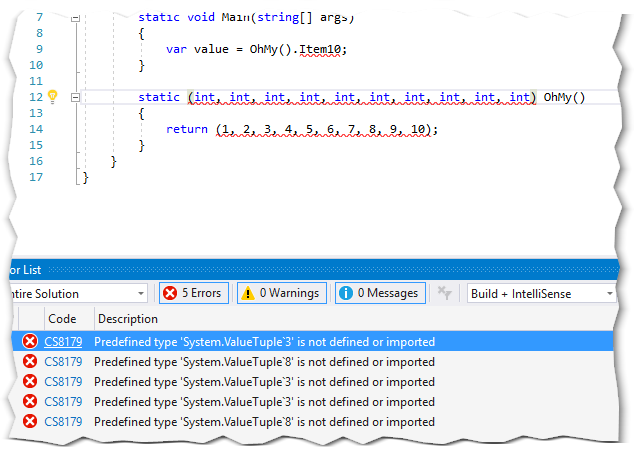 7 static void Main(string[] args)
8 {
9 var value = OhMy().Item10;
10 }
11
12 static (int, int, int, int, int, int, int, int, int, int) OhMy()
13 {
14 return (1, 2, 3, 4, 5, 6, 7, 8, 9, 10);
15 }
16 }
17 }
or List
ntire Solution 5 Errors 0 Warnings 0 Messages Build + IntelliSense
Code Description
CS8179 Predefined type 'System.ValueTuple`3' is not defined or imported
CS8179 Predefined type 'System.ValueTuple`8' is not defined or imported
CS8179 Predefined type 'System.ValueTuple`3' is not defined or imported
CS8179 Predefined type 'System.ValueTuple`3' is not defined or imported
CS8179 Predefined type 'System.ValueTuple`8' is not defined or imported